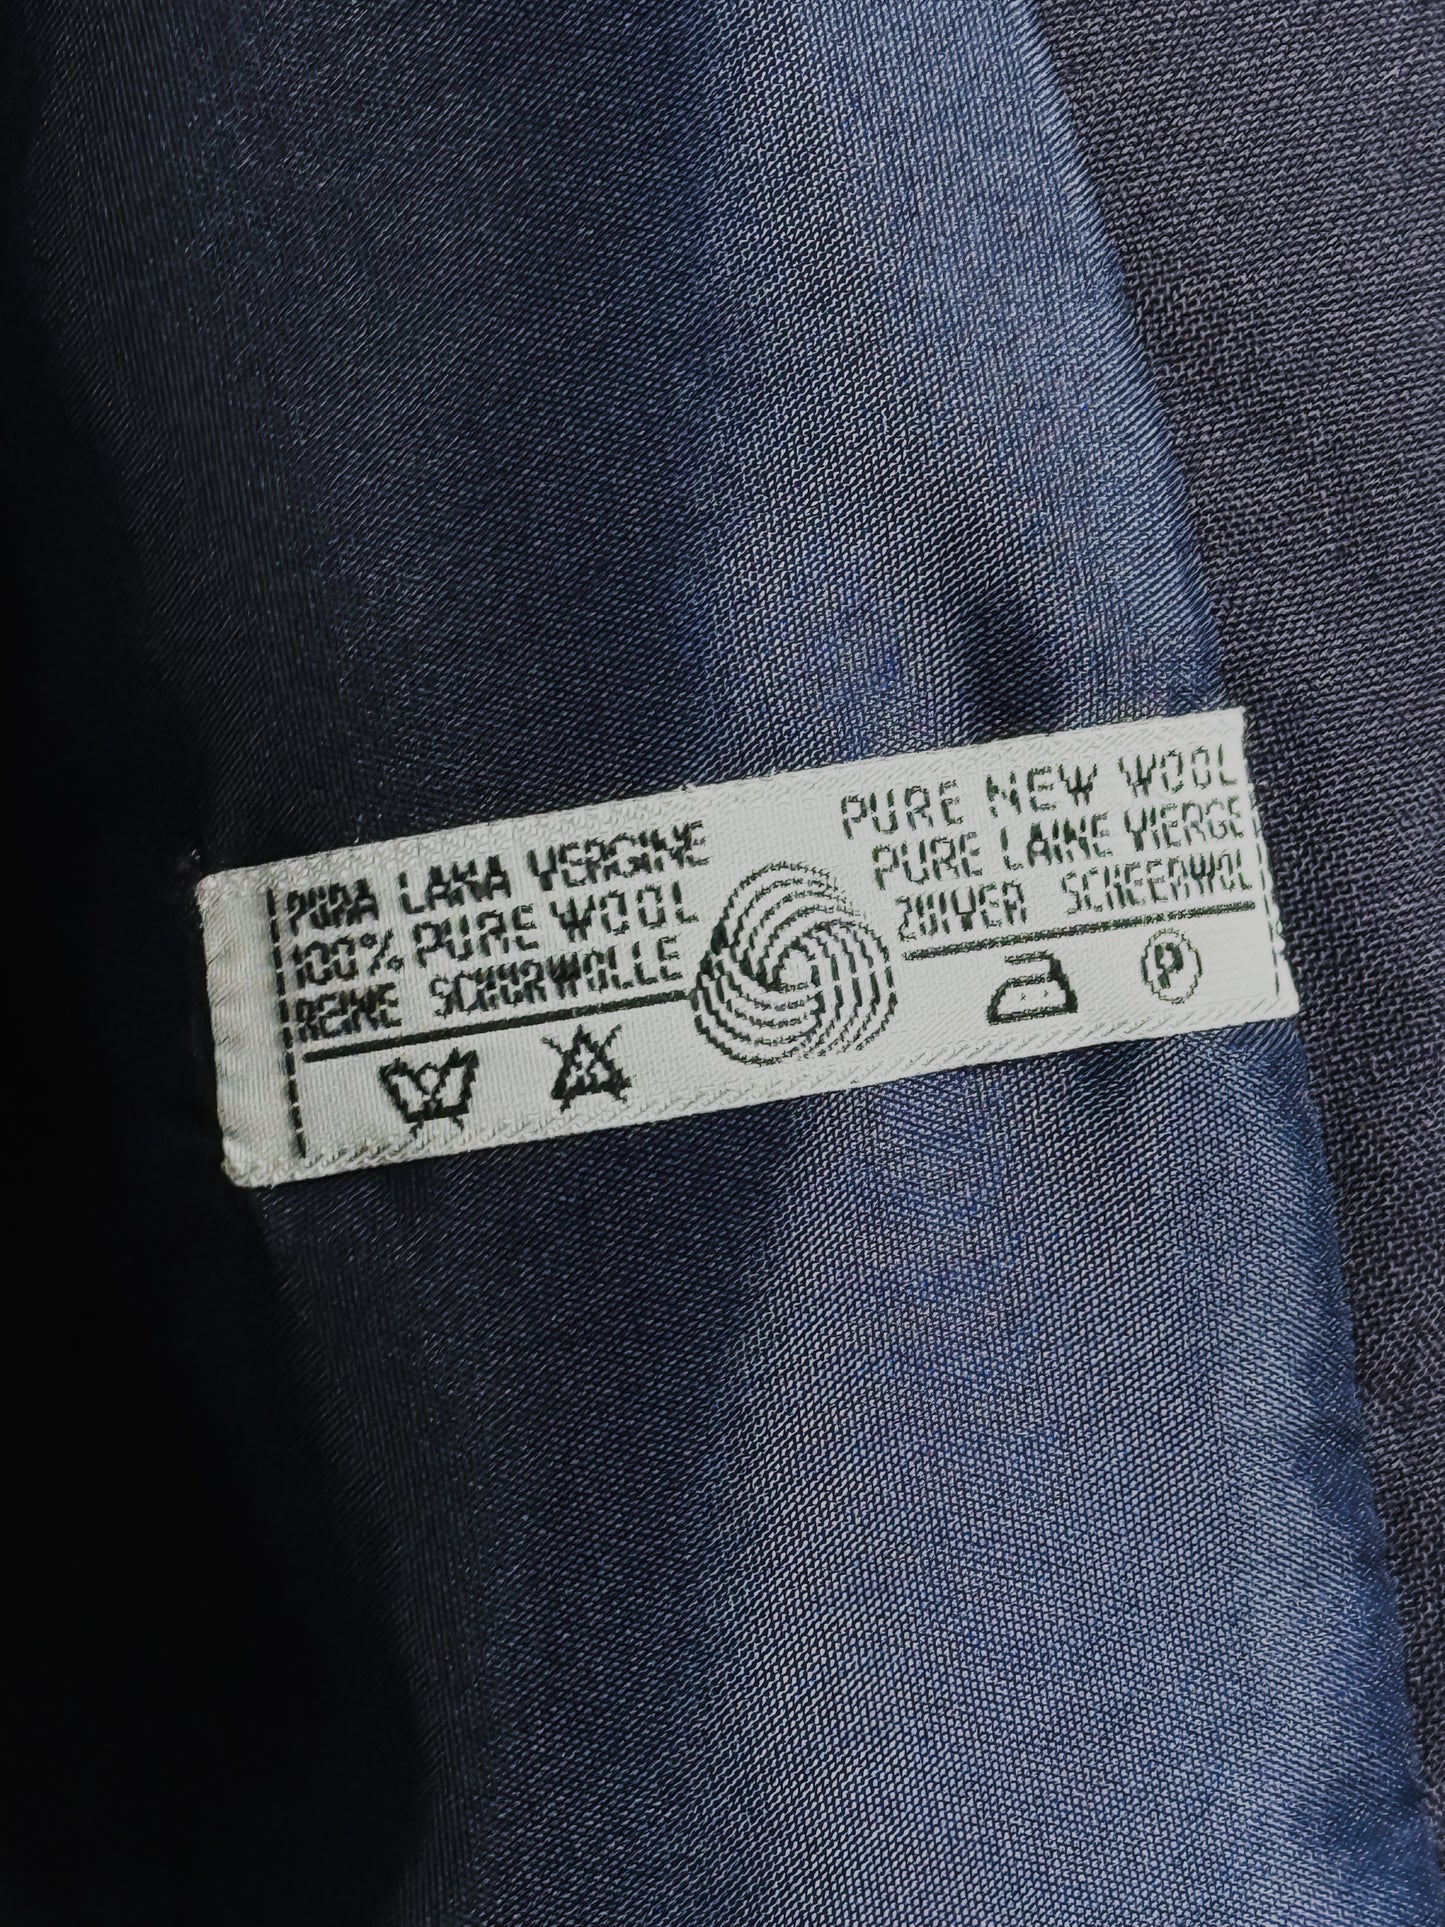 PURA LANA VERGINE
100% PURE WOOL
REINE SCHURWOLLE
PURE NEW WOOL
PURE LAINE VIERGE
ZUIVER SCHEERWOL
P